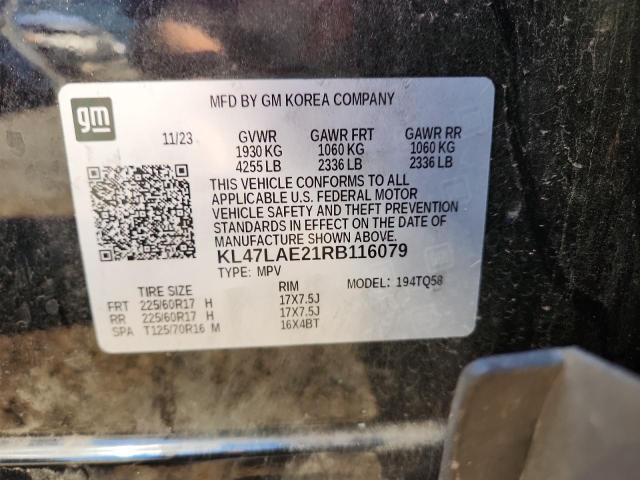 gm
MFD BY GM KOREA COMPANY
11/23 GVWR GAWR FRT GAWR RR
1930 KG 1060 KG 1060 KG
4255 LB 2336 LB 2336 LB
THIS VEHICLE CONFORMS TO ALL
APPLICABLE U.S. FEDERAL MOTOR
VEHICLE SAFETY AND THEFT PREVENTION
STANDARDS IN EFFECT ON THE DATE OF
MANUFACTURE SHOWN ABOVE.
KL47LAE21RB116079
TYPE: MPV MODEL: 194TQ58
TIRE SIZE RIM
FRT 225/60R17 H 17X7.5J
RR 225/60R17 H 17X7.5J
SPA T125/70R16 M 16X4BT